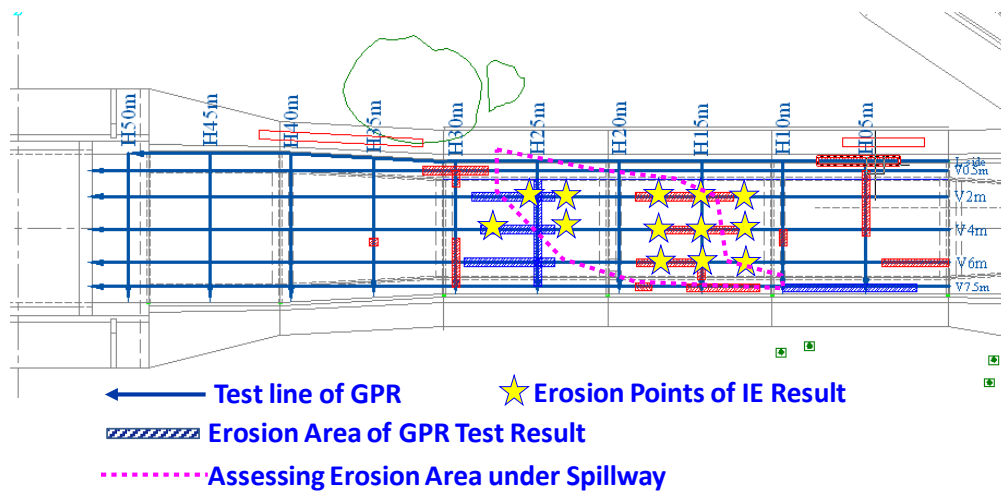 H50m
H45m
H40m
H35m
H30m
H25m
H20m
H15m
H10m
H05m
V0.5m
V2m
V4m
V6m
V7.5m
Test line of GPR
Erosion Points of IE Result
Erosion Area of GPR Test Result
Assessing Erosion Area under Spillway